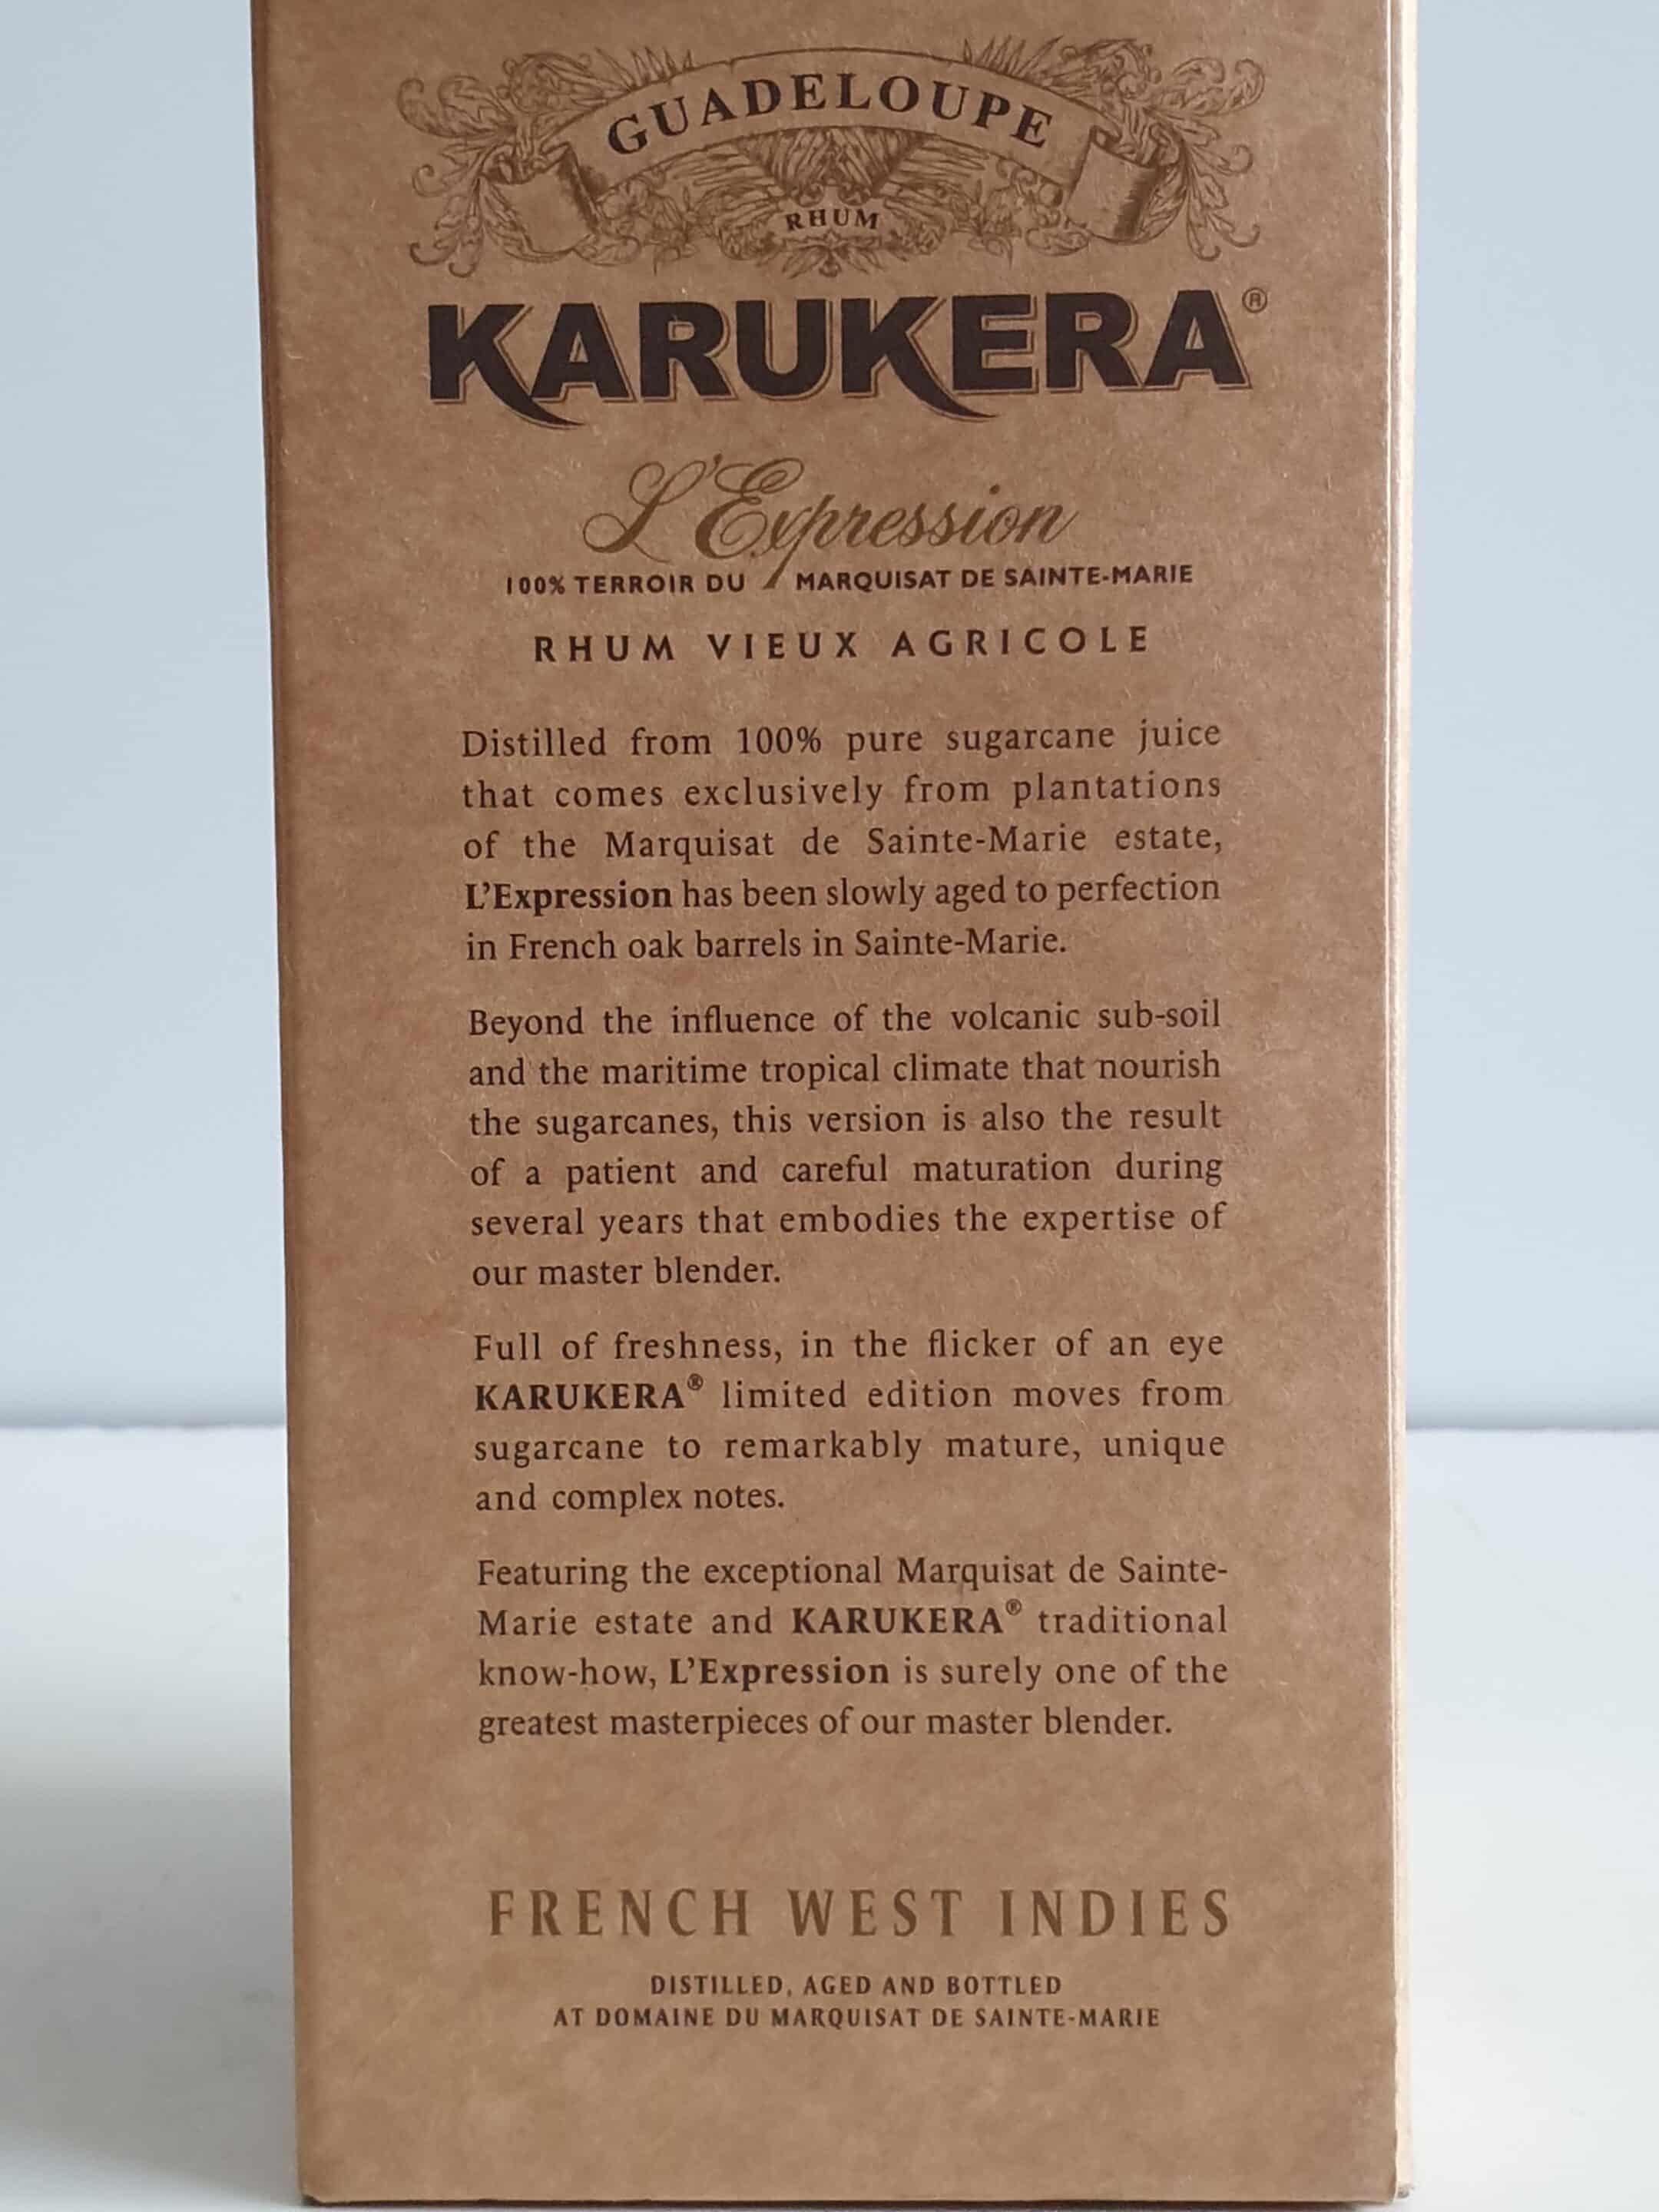 GUADELOUPE
RHUM
KARUKERA®
L'Expression
100% TERROIR DU MARQUISAT DE SAINTE-MARIE
RHUM VIEUX AGRICOLE
Distilled from 100% pure sugarcane juice
that comes exclusively from plantations
of the Marquisat de Sainte-Marie estate,
L'Expression has been slowly aged to perfection
in French oak barrels in Sainte-Marie.
Beyond the influence of the volcanic sub-soil
and the maritime tropical climate that nourish
the sugarcanes, this version is also the result
of a patient and careful maturation during
several years that embodies the expertise of
our master blender.
Full of freshness, in the flicker of an eye
KARUKERA® limited edition moves from
sugarcane to remarkably mature, unique
and complex notes.
Featuring the exceptional Marquisat de Sainte-
Marie estate and KARUKERA® traditional
know-how, L'Expression is surely one of the
greatest masterpieces of our master blender.
FRENCH WEST INDIES
DISTILLED, AGED AND BOTTLED
AT DOMAINE DU MARQUISAT DE SAINTE-MARIE